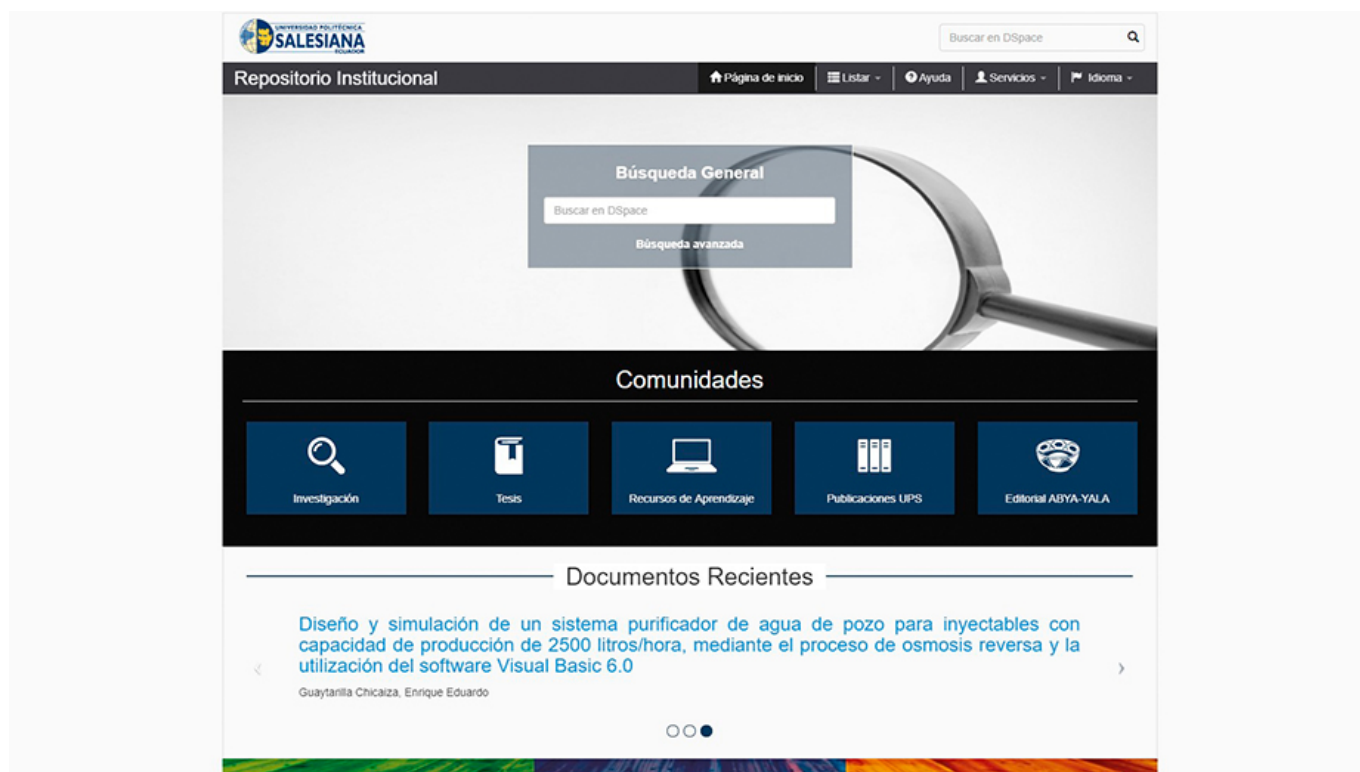 UNIVERSIDAD POLITÉCNICA
SALESIANA
ECUADOR
Buscar en DSpace
Repositorio Institucional
Página de inicio
Listar
Ayuda
Servicios
Idioma
Búsqueda General
Buscar en DSpace
Búsqueda avanzada
Comunidades
Investigación
Tesis
Recursos de Aprendizaje
Publicaciones UPS
Editorial ABYA-YALA
Documentos Recientes
Diseño y simulación de un sistema purificador de agua de pozo para inyectables con
capacidad de producción de 2500 litros/hora, mediante el proceso de osmosis reversa y la
utilización del software Visual Basic 6.0
Guaytarilla Chicaiza, Enrique Eduardo